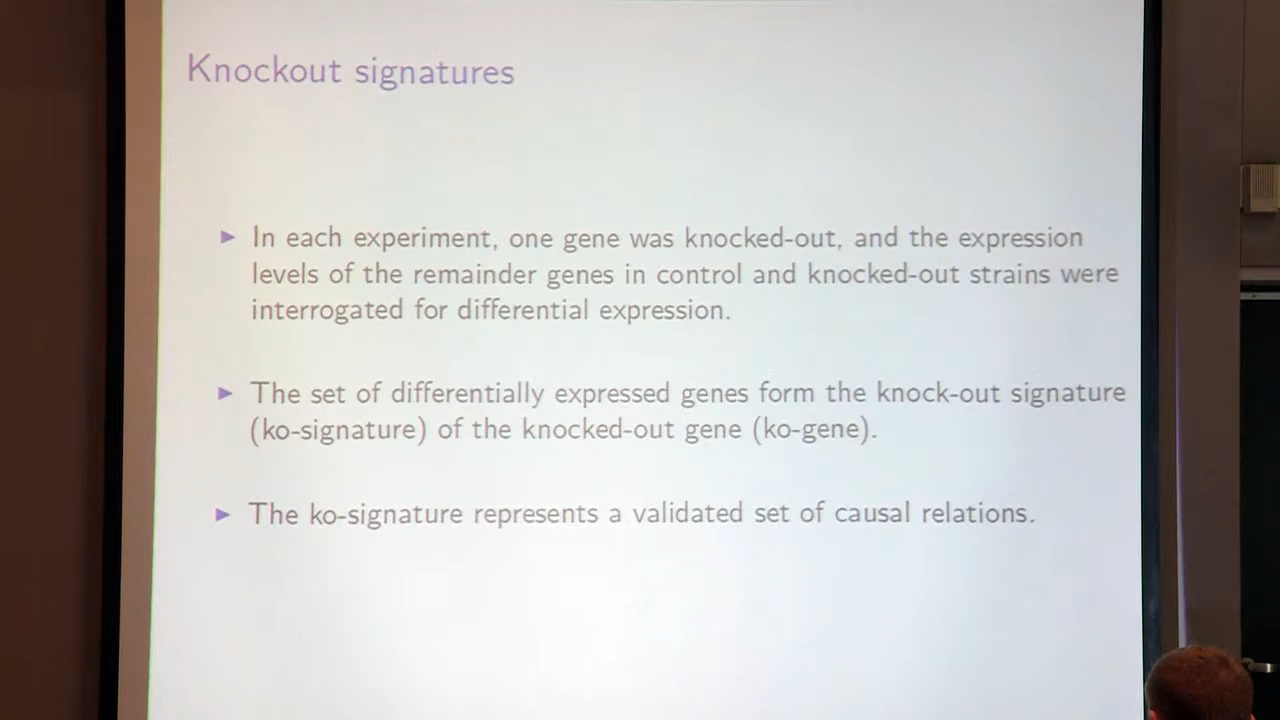 Knockout signatures
In each experiment, one gene was knocked-out, and the expression
levels of the remainder genes in control and knocked-out strains were
interrogated for differential expression.
The set of differentially expressed genes form the knock-out signature
(ko-signature) of the knocked-out gene (ko-gene).
The ko-signature represents a validated set of causal relations.